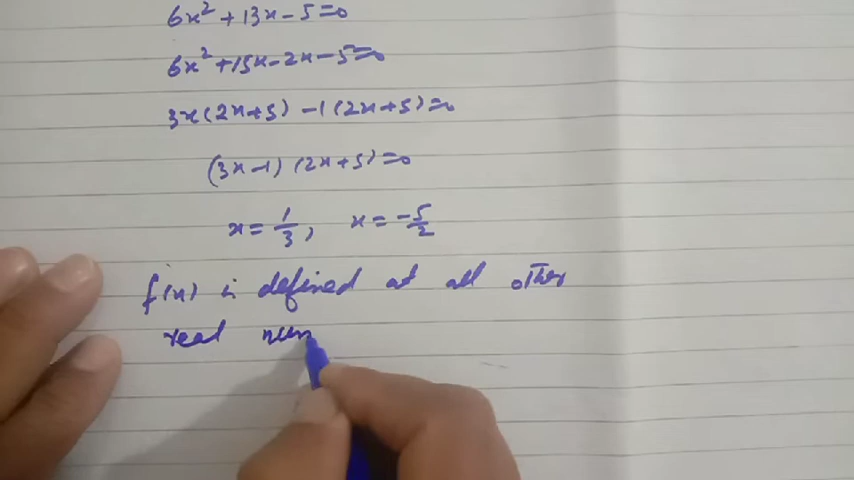 6x² + 13x - 5 = 0
6x² + 15x - 2x - 5 = 0
3x(2x+5) - 1(2x+5) = 0
(3x-1) (2x+5) = 0
x = 1/3, x = -5/2
f(x) is defined at all other
real num